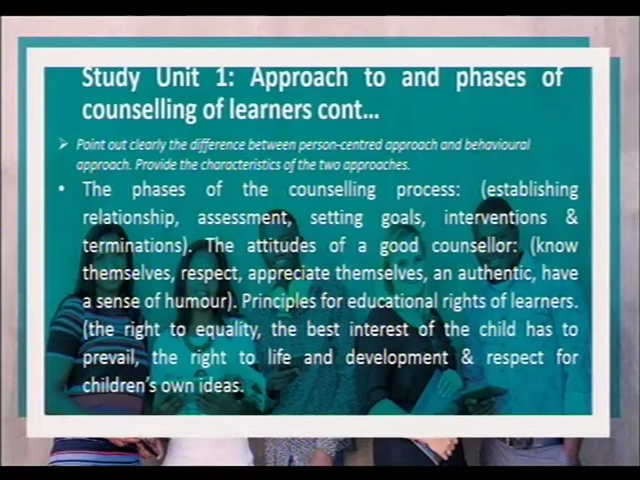 Study Unit 1: Approach to and phases of
counselling of learners cont...
Point out clearly the difference between person-centred approach and behavioural
approach. Provide the characteristics of the two approaches.
• The phases of the counselling process: (establishing
relationship, assessment, setting goals, interventions &
terminations). The attitudes of a good counsellor: (know
themselves, respect, appreciate themselves, an authentic, have
a sense of humour). Principles for educational rights of learners.
(the right to equality, the best interest of the child has to
prevail, the right to life and development & respect for
children's own ideas.